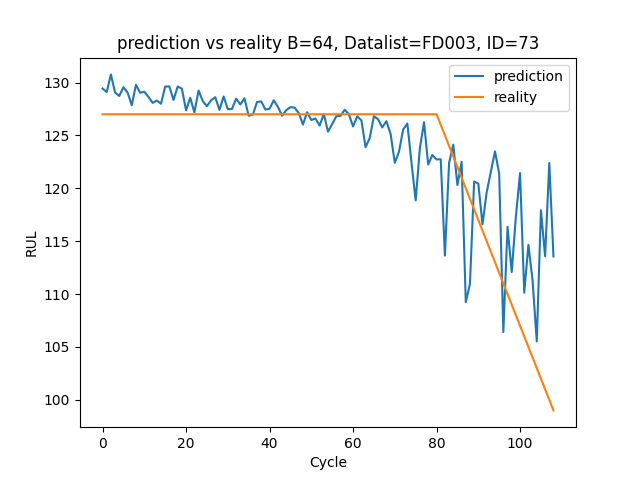 prediction vs reality B=64, Datalist=FD003, ID=73
prediction
reality
130
125
120
115
110
105
100
RUL
0 20 40 60 80 100
Cycle